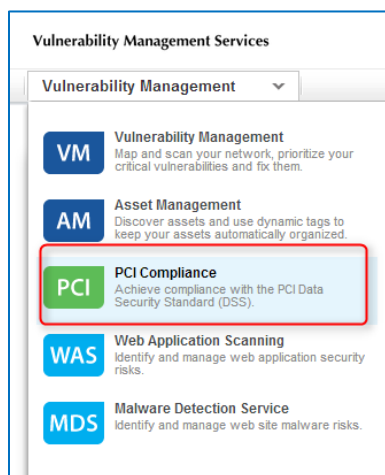 Vulnerability Management Services
Vulnerability Management
VM
Vulnerability Management
Map and scan your network, prioritize your
critical vulnerabilities and fix them.
AM
Asset Management
Discover assets and use dynamic tags to
keep your assets automatically organized.
PCI
PCI Compliance
Achieve compliance with the PCI Data
Security Standard (DSS).
WAS
Web Application Scanning
Identify and manage web application security
risks.
MDS
Malware Detection Service
Identify and manage web site malware risks.